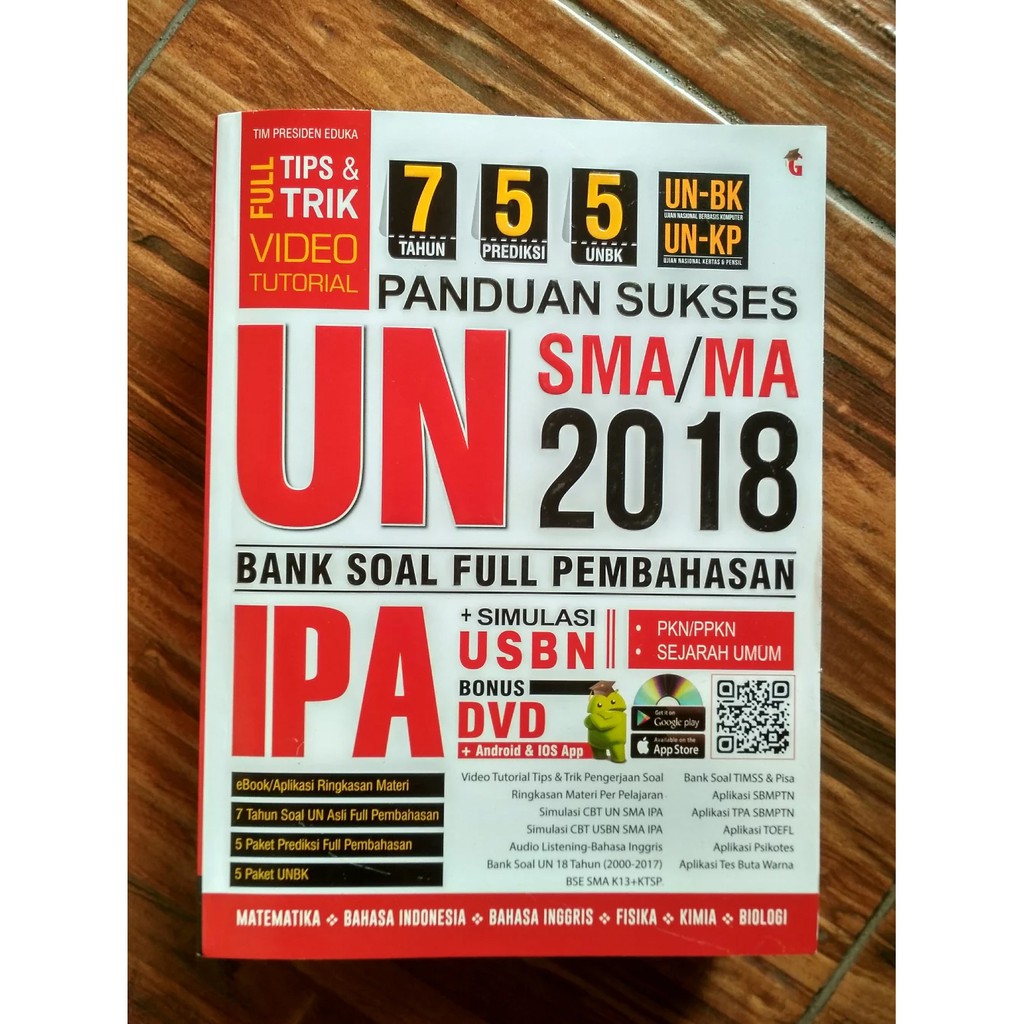 TIM PRESIDEN EDUKA
FULL
TIPS &
TRIK
VIDEO
TUTORIAL
7
TAHUN
5
PREDIKSI
5
UNBK
UN-BK
UJIAN NASIONAL BERBASIS KOMPUTER
UN-KP
UJIAN NASIONAL KERTAS & PENSIL
G
PANDUAN SUKSES
UN
SMA/MA
2018
BANK SOAL FULL PEMBAHASAN
IPA
+ SIMULASI
USBN
• PKN/PPKN
• SEJARAH UMUM
BONUS
DVD
+ Android & IOS App
Get it on
Google play
Available on the
App Store
eBook/Aplikasi Ringkasan Materi
7 Tahun Soal UN Asli Full Pembahasan
5 Paket Prediksi Full Pembahasan
5 Paket UNBK
Video Tutorial Tips & Trik Pengerjaan Soal
Ringkasan Materi Per Pelajaran
Simulasi CBT UN SMA IPA
Simulasi CBT USBN SMA IPA
Audio Listening-Bahasa Inggris
Bank Soal UN 18 Tahun (2000-2017)
BSE SMA K13+KTSP
Bank Soal TIMSS & Pisa
Aplikasi SBMPTN
Aplikasi TPA SBMPTN
Aplikasi TOEFL
Aplikasi Psikotes
Aplikasi Tes Buta Warna
MATEMATIKA ❖ BAHASA INDONESIA ❖ BAHASA INGGRIS ❖ FISIKA ❖ KIMIA ❖ BIOLOGI